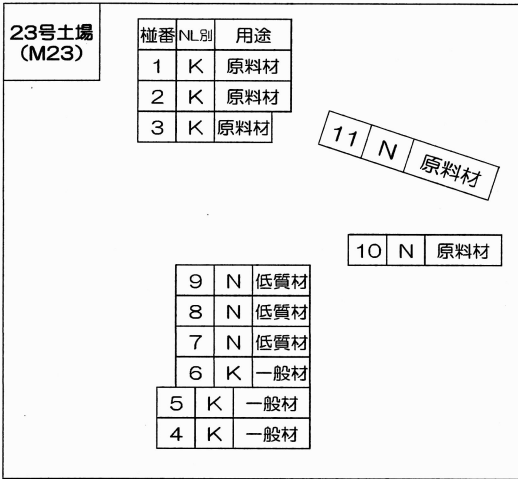 23号土場
(M23)
椪番 NL別 用途
1 K 原料材
2 K 原料材
3 K 原料材
11 N 原料材
10 N 原料材
9 N 低質材
8 N 低質材
7 N 低質材
6 K 一般材
5 K 一般材
4 K 一般材